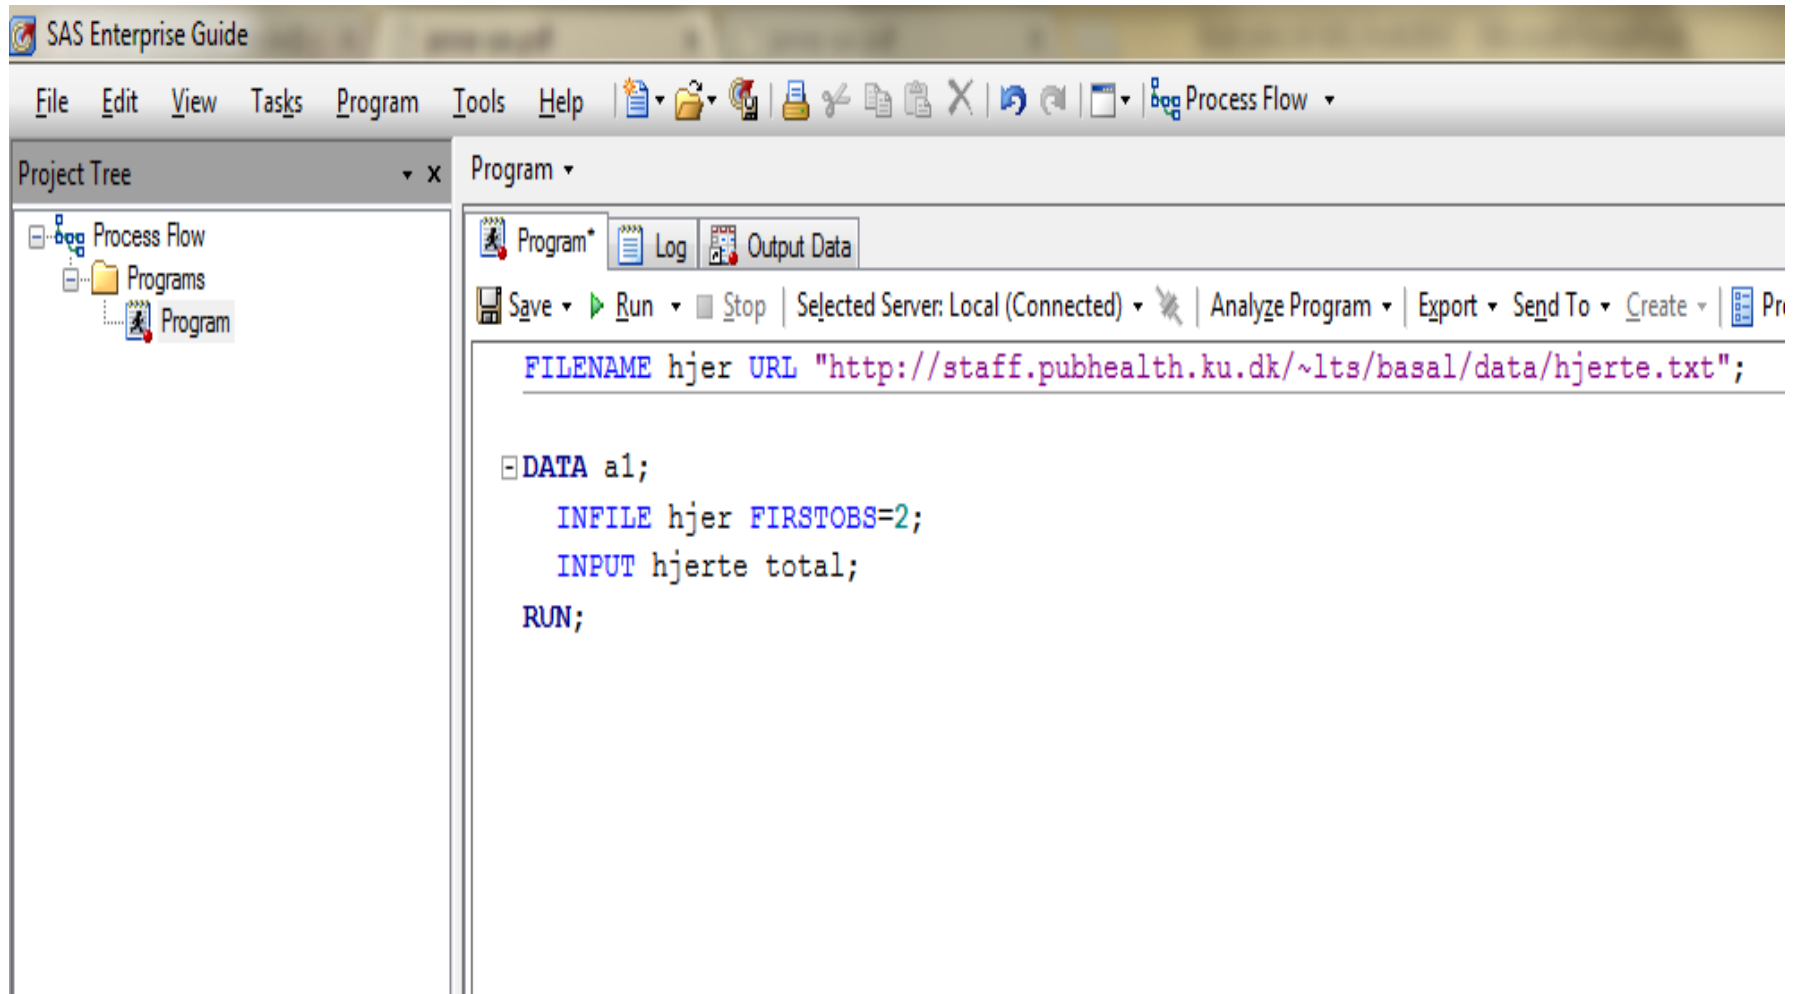 SAS Enterprise Guide
File Edit View Tasks Program Tools Help Process Flow
Project Tree x
Program
Process Flow
Programs
Program
Program* Log Output Data
Save Run Stop Selected Server: Local (Connected) Analyze Program Export Send To Create
FILENAME hjer URL "http://staff.pubhealth.ku.dk/~lts/basal/data/hjerte.txt";
DATA a1;
INFILE hjer FIRSTOBS=2;
INPUT hjerte total;
RUN;